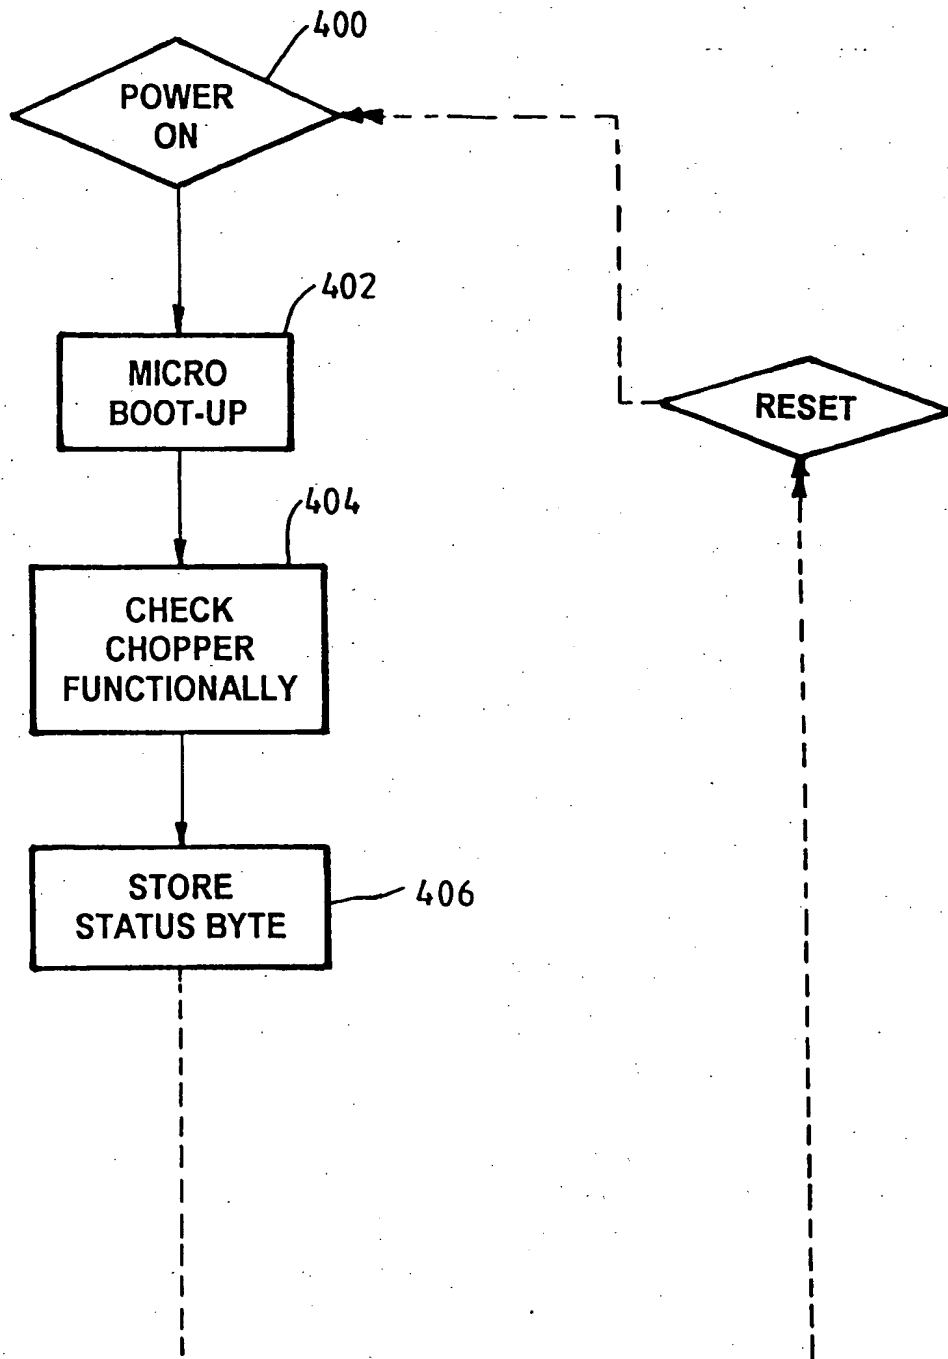 400
POWER
ON
402
MICRO
BOOT-UP
RESET
404
CHECK
CHOPPER
FUNCTIONALLY
STORE
STATUS BYTE
406